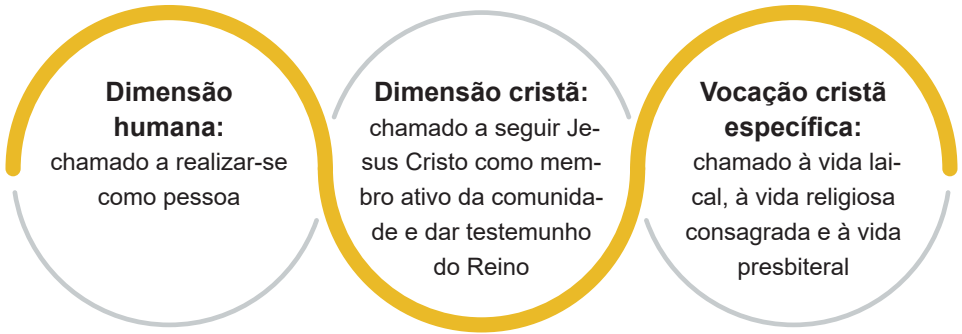 Dimensão
humana:
chamado a realizar-se
como pessoa
Dimensão cristã:
chamado a seguir Je-
sus Cristo como mem-
bro ativo da comunida-
de e dar testemunho
do Reino
Vocação cristã
específica:
chamado à vida lai-
cal, à vida religiosa
consagrada e à vida
presbiteral